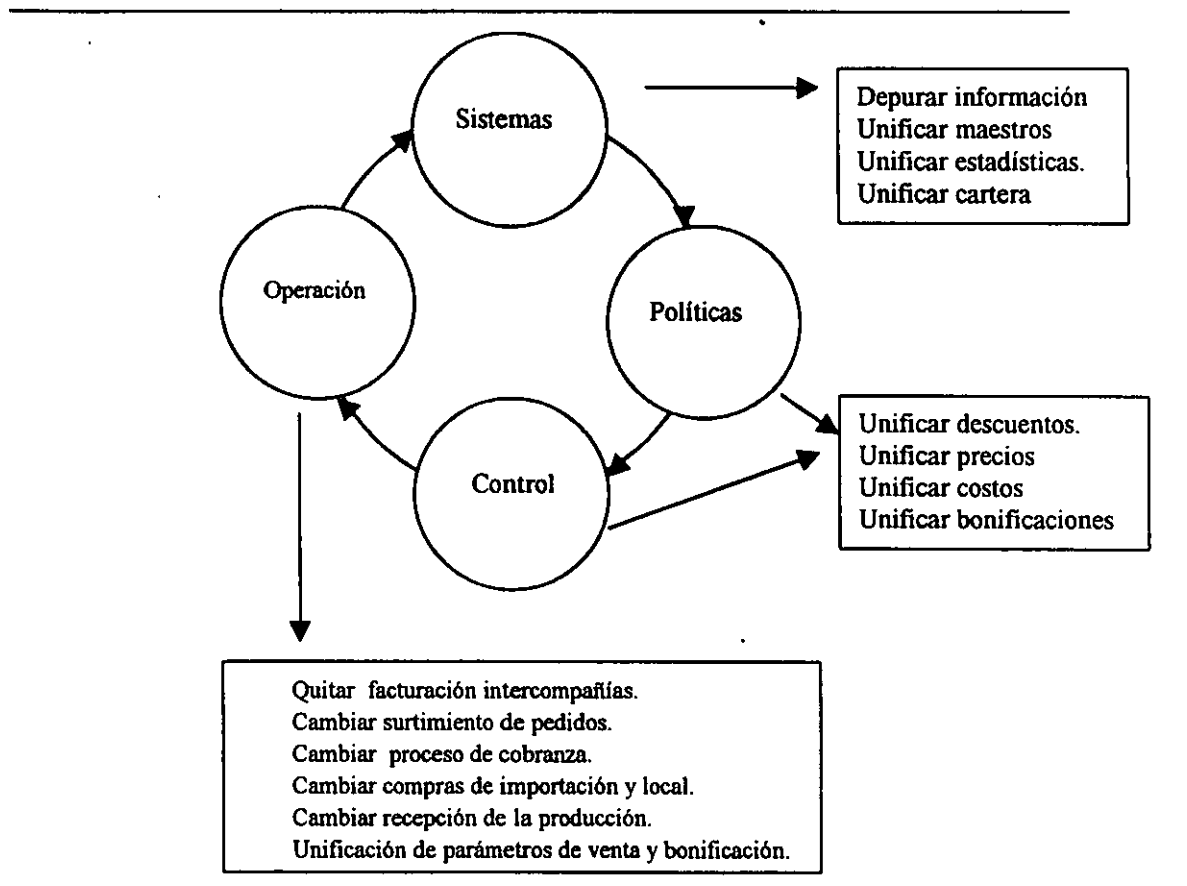 Sistemas
Depurar información
Unificar maestros
Unificar estadísticas.
Unificar cartera
Operación
Políticas
Unificar descuentos.
Unificar precios
Unificar costos
Unificar bonificaciones
Control
Quitar facturación intercompañías.
Cambiar surtimiento de pedidos.
Cambiar proceso de cobranza.
Cambiar compras de importación y local.
Cambiar recepción de la producción.
Unificación de parámetros de venta y bonificación.